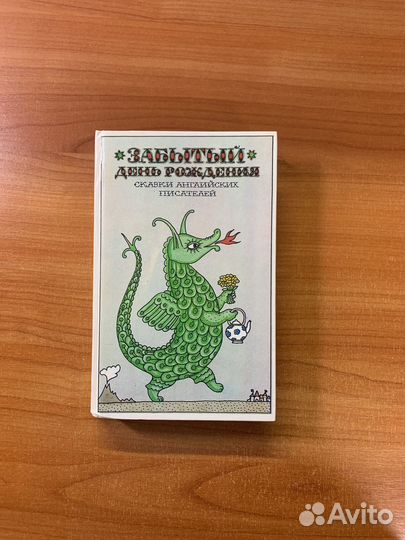 ЗАБЫТЫЙ
ДЕНЬ РОЖДЕНИЯ
СКАЗКИ АНГЛИЙСКИХ
ПИСАТЕЛЕЙ
Avito